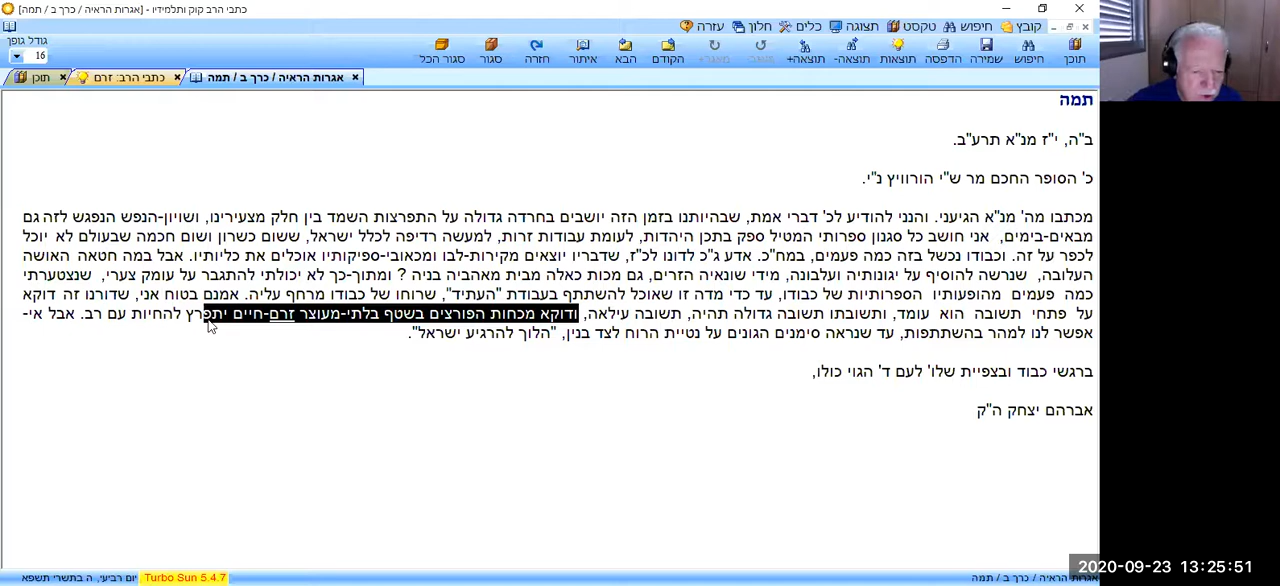 כתבי הרב קוק ותלמידיו - [אגרות הראיה / כרך ב / תמה]
קובץ חיפוש טקסט תצוגה כלים חלון עזרה
גודל גופן
16
תוכן חיפוש שמירה הדפסה תוצאות תוצאה- תוצאה+ הקודם הבא איתור חזרה סגור סגור הכל
תוכן כתבי הרב: זרם אגרות הראיה / כרך ב / תמה
תמה
ב"ה, י"ז מנ"א תרע"ב.
כ' הסופר החכם מר ש"י הורוויץ נ"י.
מכתבו מה' מנ"א הגיעני. והנני להודיע לכ' דברי אמת, שבהיותנו בזמן הזה יושבים בחרדה גדולה על התפרצות השמד בין חלק מצעירינו, ושויון-הנפש הנפגש לזה גם
מבאים-בימים, אני חושב כל סגנון ספרותי המטיל ספק בתכן היהדות, לעומת עבודות זרות, למעשה רדיפה לכלל ישראל, ששום כשרון ושום חכמה שבעולם לא יוכל
לכפר על זה. וכבודו נכשל בזה כמה פעמים, במח"כ. אדע ג"כ לדונו לכ"ז, שדבריו יוצאים מקירות-לבו ומכאובי-ספיקותיו אוכלים את כליותיו. אבל במה חטאה האושה
העלובה, שנרשה להוסיף על יגונותיה ועלבונה, מידי שונאיה הזרים, גם מכות כאלה מבית מאהביה בניה ? ומתוך-כך לא יכולתי להתגבר על עומק צערי, שנצטערתי
כמה פעמים מהופעותיו הספרותיות של כבודו, עד כדי מדה זו שאוכל להשתתף בעבודת "העתיד", שרוחו של כבודו מרחף עליה. אמנם בטוח אני, שדורנו זה דוקא
על פתחי תשובה הוא עומד, ותשובתו תשובה גדולה תהיה, תשובה עילאה, ודוקא מכחות הפורצים בשטף בלתי-מעוצר זרם-חיים יתפרץ להחיות עם רב. אבל אי-
אפשר לנו למהר בהשתתפות, עד שנראה סימנים הגונים על נטיית הרוח לצד בנין, "הלוך להרגיע ישראל".
ברגשי כבוד ובצפיית שלו' לעם ד' הגוי כולו,
אברהם יצחק ה"ק
אגרות הראיה / כרך ב / תמה
Turbo Sun 5.4.7 יום רביעי, ה בתשרי תשפא
2020-09-23 13:25:51